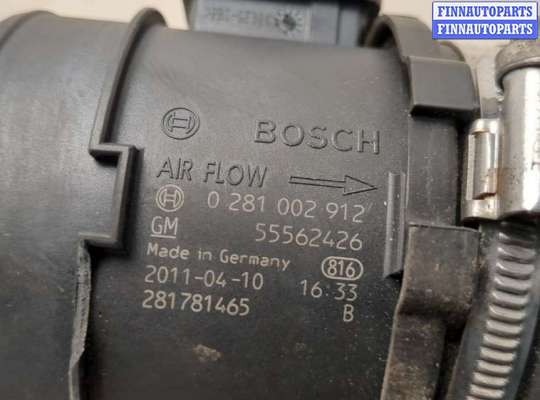 FINNAUTOPARTS
FINNAUTOPARTS
FINNAUTOPARTS
BOSCH
AIR FLOW
0 281 002 912
GM 55562426
Made in Germany 816
2011-04-10 16:33
281781465 B